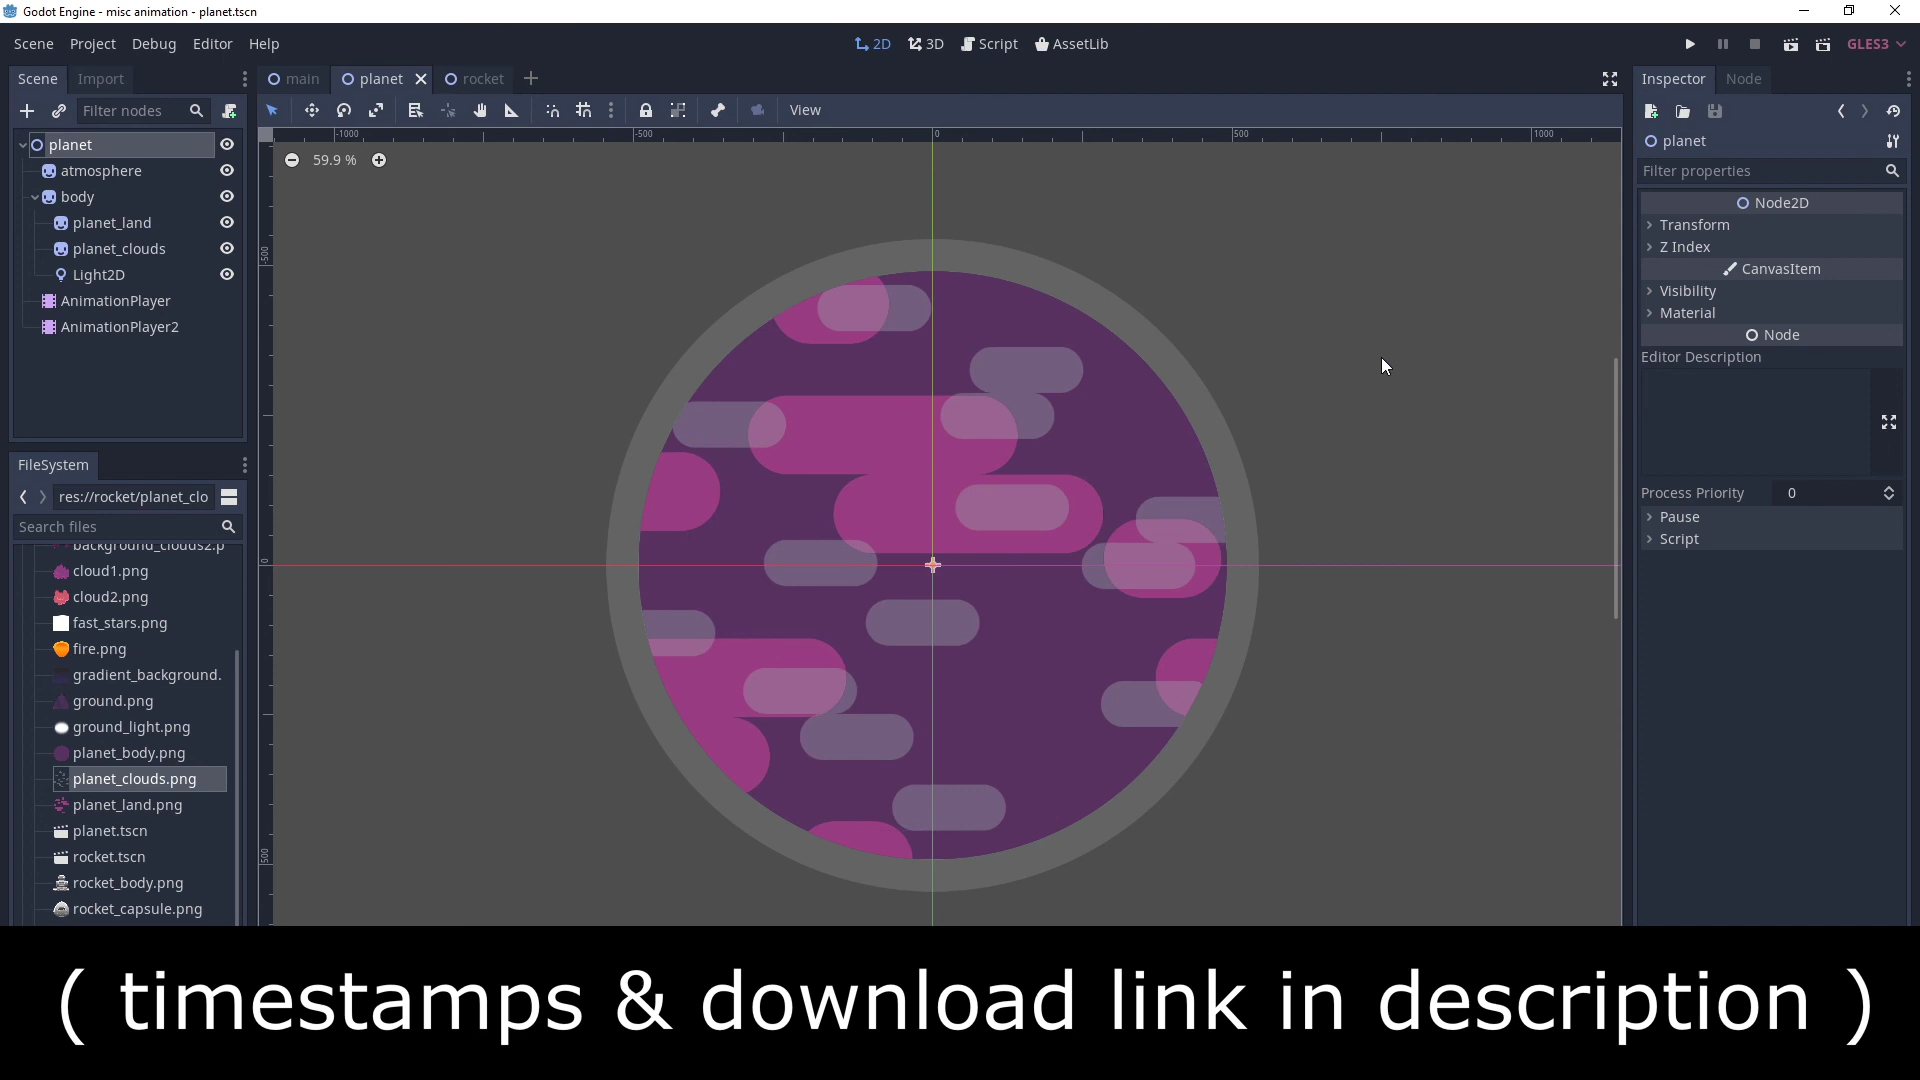 Godot Engine - misc animation - planet.tscn
Scene Project Debug Editor Help
2D 3D Script AssetLib
GLES3
Scene Import
Filter nodes
planet
atmosphere
body
planet_land
planet_clouds
Light2D
AnimationPlayer
AnimationPlayer2
FileSystem
res://rocket/planet_clo
Search files
background_clouds2.p
cloud1.png
cloud2.png
fast_stars.png
fire.png
gradient_background.
ground.png
ground_light.png
planet_body.png
planet_clouds.png
planet_land.png
planet.tscn
rocket.tscn
rocket_body.png
rocket_capsule.png
main planet rocket
View
-1000 -500 0 500 1000
59.9 %
-500
0
500
Inspector Node
planet
Filter properties
Node2D
Transform
Z Index
CanvasItem
Visibility
Material
Node
Editor Description
Process Priority 0
Pause
Script
( timestamps & download link in description )